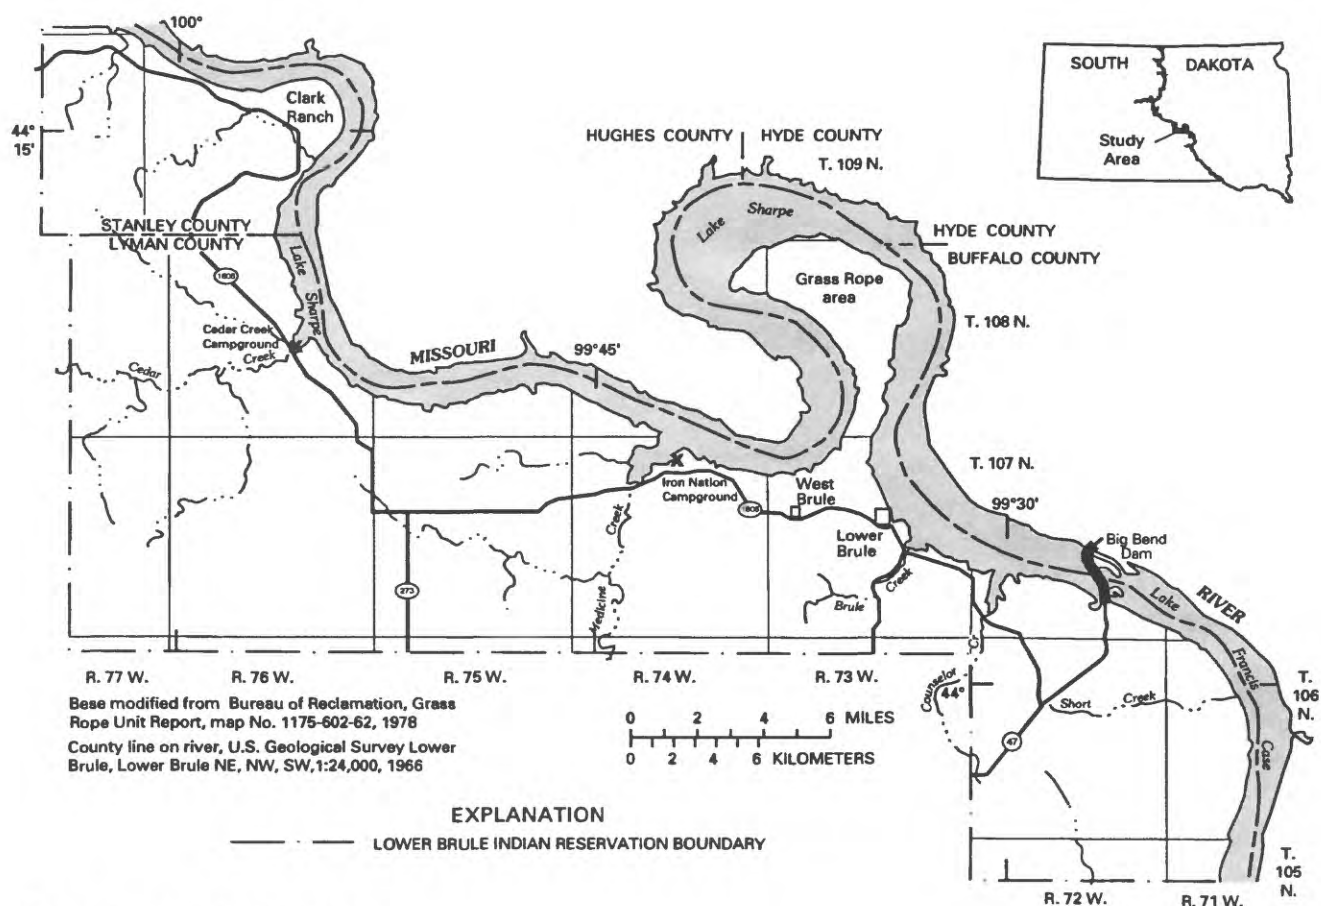 100°
SOUTH DAKOTA
Study
Area
Clark
Ranch
44°
15'
HUGHES COUNTY HYDE COUNTY
T. 109 N.
STANLEY COUNTY
LYMAN COUNTY
Lake Sharpe
HYDE COUNTY
BUFFALO COUNTY
1806
Lake
Sharpe
Grass Rope
area
T. 108 N.
Cedar Creek
Campground
Cedar Creek
MISSOURI
99°45'
T. 107 N.
X
Iron Nation
Campground
West
Brule
1806
99°30'
Lower
Brule
Big Bend
Dam
Creek
Medicine
Brule Creek
273
Lake
RIVER
Francis
Case
Counselor Cr
44°
Short Creek
47
T.
106
N.
R. 77 W. R. 76 W. R. 75 W. R. 74 W. R. 73 W.
Base modified from Bureau of Reclamation, Grass
Rope Unit Report, map No. 1175-602-62, 1978
County line on river, U.S. Geological Survey Lower
Brule, Lower Brule NE, NW, SW,1:24,000, 1966
0 2 4 6 MILES
0 2 4 6 KILOMETERS
EXPLANATION
LOWER BRULE INDIAN RESERVATION BOUNDARY
T.
105
N.
R. 72 W. R. 71 W.